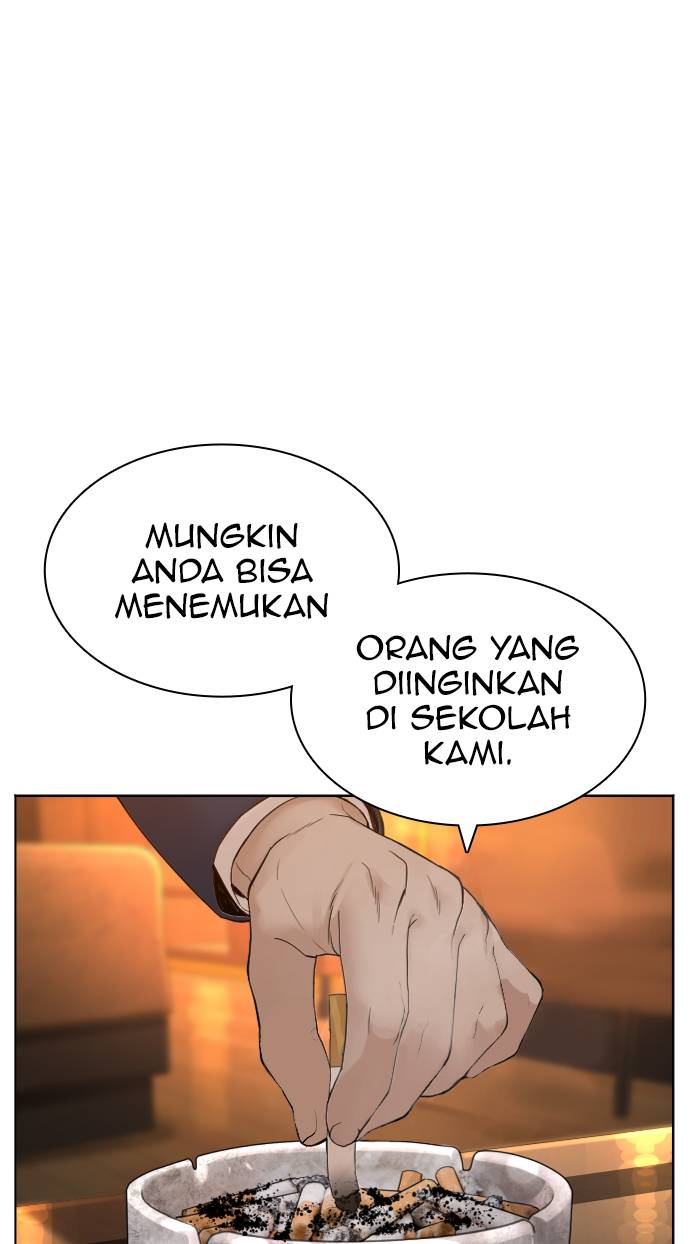 MUNGKIN
ANDA BISA
MENEMUKAN
ORANG YANG
DIINGINKAN
DI SEKOLAH
KAMI.